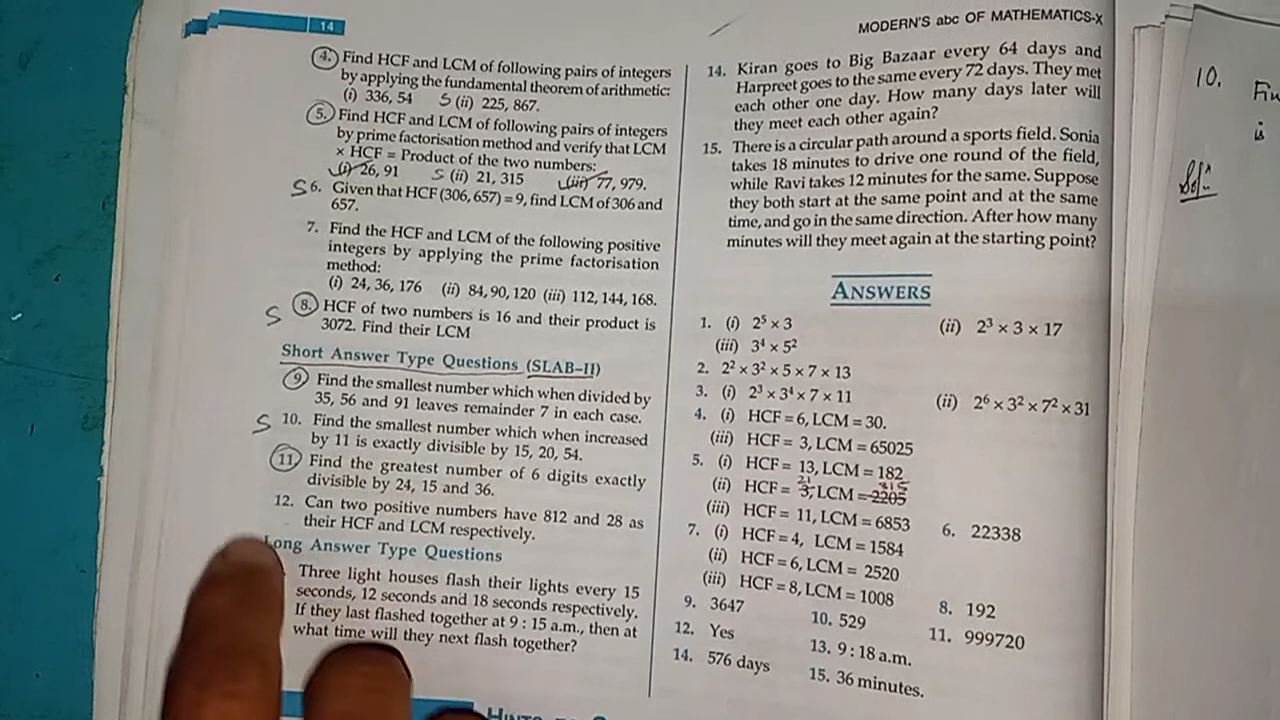 14
MODERN'S abc OF MATHEMATICS-X
4. Find HCF and LCM of following pairs of integers
by applying the fundamental theorem of arithmetic:
(i) 336, 54 S (ii) 225, 867.
5. Find HCF and LCM of following pairs of integers
by prime factorisation method and verify that LCM
× HCF = Product of the two numbers:
(i) 26, 91 S (ii) 21, 315 (iii) 77, 979.
S 6. Given that HCF (306, 657) = 9, find LCM of 306 and
657.
7. Find the HCF and LCM of the following positive
integers by applying the prime factorisation
method:
(i) 24, 36, 176 (ii) 84, 90, 120 (iii) 112, 144, 168.
S 8. HCF of two numbers is 16 and their product is
3072. Find their LCM
Short Answer Type Questions (SLAB–II)
9. Find the smallest number which when divided by
35, 56 and 91 leaves remainder 7 in each case.
S 10. Find the smallest number which when increased
by 11 is exactly divisible by 15, 20, 54.
11. Find the greatest number of 6 digits exactly
divisible by 24, 15 and 36.
12. Can two positive numbers have 812 and 28 as
their HCF and LCM respectively.
Long Answer Type Questions
Three light houses flash their lights every 15
seconds, 12 seconds and 18 seconds respectively.
If they last flashed together at 9 : 15 a.m., then at
what time will they next flash together?
14. Kiran goes to Big Bazaar every 64 days and
Harpreet goes to the same every 72 days. They met
each other one day. How many days later will
they meet each other again?
15. There is a circular path around a sports field. Sonia
takes 18 minutes to drive one round of the field,
while Ravi takes 12 minutes for the same. Suppose
they both start at the same point and at the same
time, and go in the same direction. After how many
minutes will they meet again at the starting point?
ANSWERS
1. (i) 2⁵ × 3 (ii) 2³ × 3 × 17
(iii) 3⁴ × 5²
2. 2² × 3² × 5 × 7 × 13
3. (i) 2³ × 3⁴ × 7 × 11 (ii) 2⁶ × 3² × 7² × 31
4. (i) HCF = 6, LCM = 30.
(iii) HCF = 3, LCM = 65025
5. (i) HCF = 13, LCM = 182
21 315
(ii) HCF = 3, LCM = 2205
(iii) HCF = 11, LCM = 6853 6. 22338
7. (i) HCF = 4, LCM = 1584
(ii) HCF = 6, LCM = 2520
(iii) HCF = 8, LCM = 1008 8. 192
9. 3647 10. 529 11. 999720
12. Yes 13. 9 : 18 a.m.
14. 576 days 15. 36 minutes.
10.
is
Solⁿ: